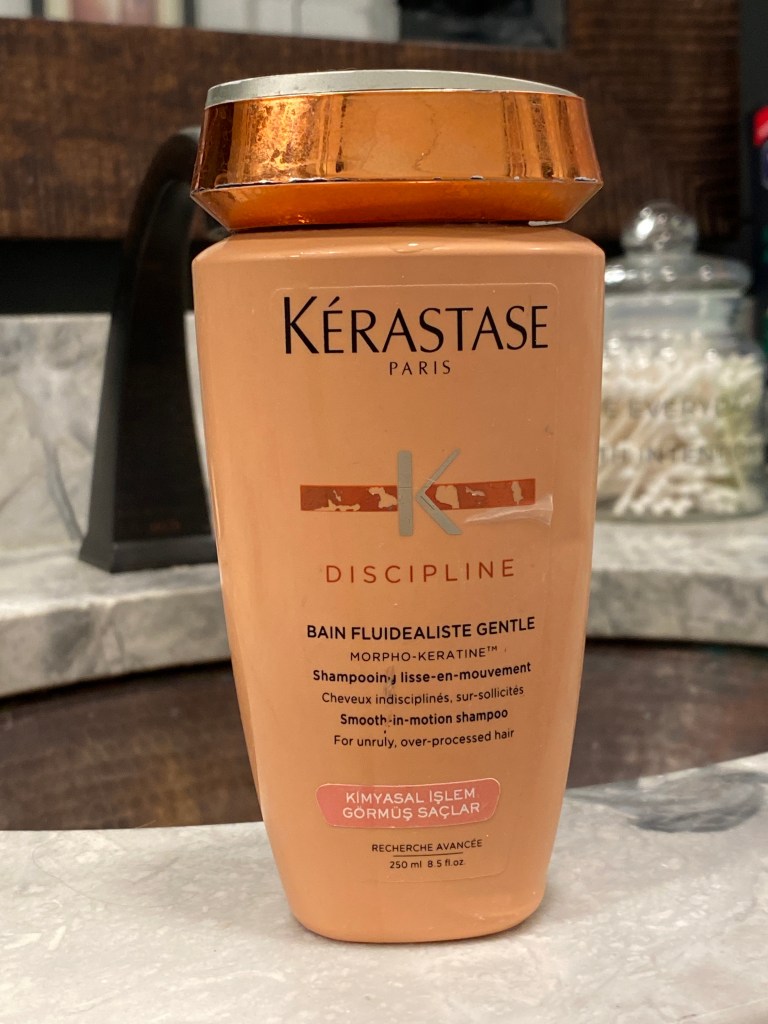 KÉRASTASE
PARIS
K
DISCIPLINE
BAIN FLUIDEALISTE GENTLE
MORPHO-KERATINE™
Shampooing lisse-en-mouvement
Cheveux indisciplinés, sur-sollicités
Smooth-in-motion shampoo
For unruly, over-processed hair
KİMYASAL İŞLEM
GÖRMÜŞ SAÇLAR
RECHERCHE AVANCÉE
250 ml 8.5 fl.oz.
EVERYD
INTEN